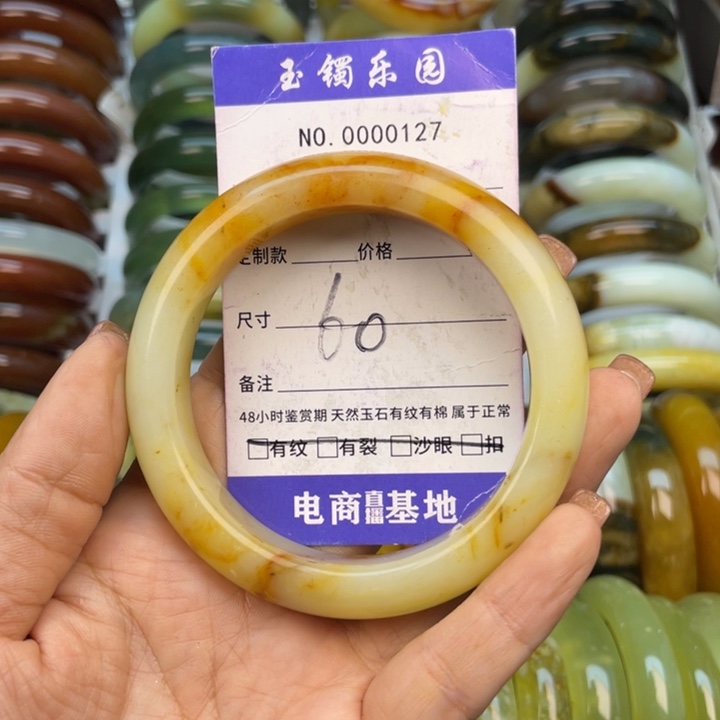 玉镯乐园
NO.0000127
定制款 价格
尺寸 60
备注
48小时鉴赏期 天然玉石有纹有棉 属于正常
□有纹 □有裂 □沙眼 □扣
电商直播基地